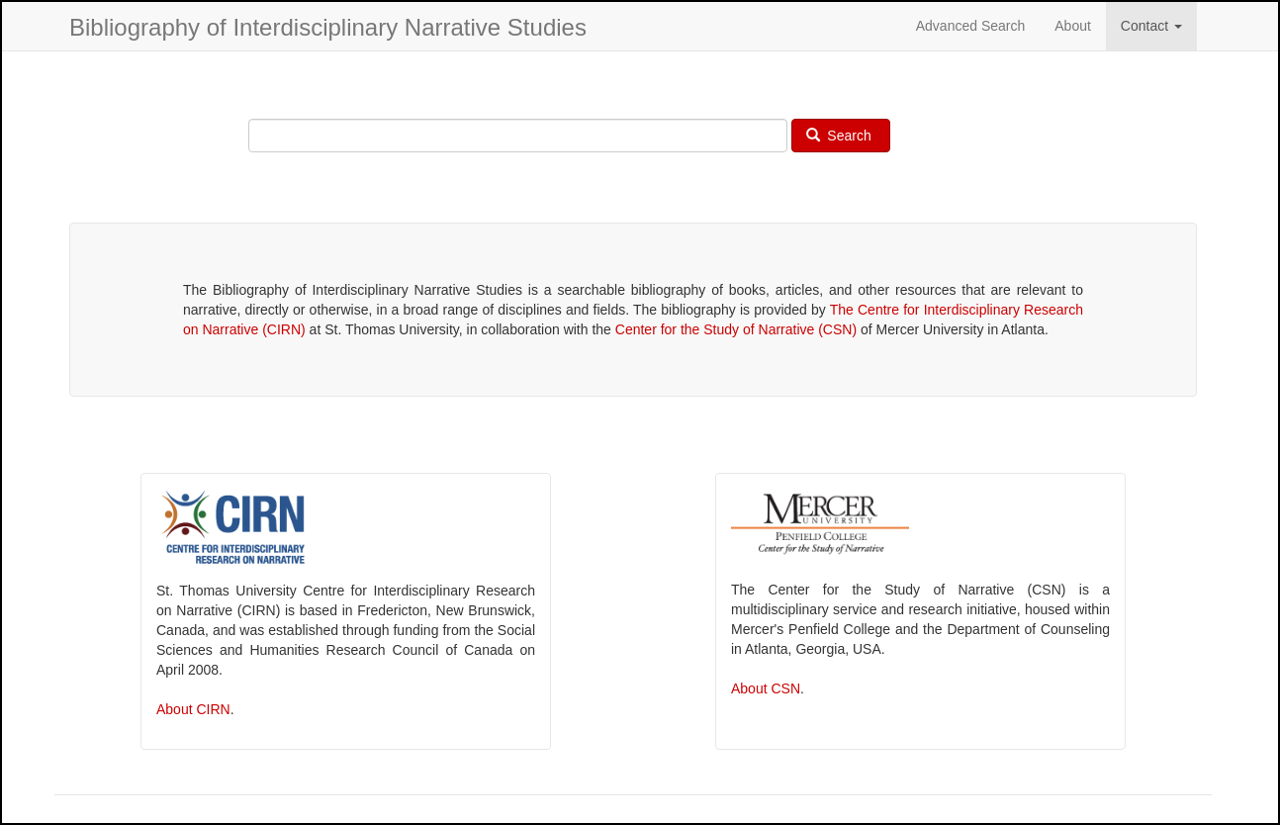 Bibliography of Interdisciplinary Narrative Studies
Advanced Search
About
Contact
Search
The Bibliography of Interdisciplinary Narrative Studies is a searchable bibliography of books, articles, and other resources that are relevant to
narrative, directly or otherwise, in a broad range of disciplines and fields. The bibliography is provided by The Centre for Interdisciplinary Research
on Narrative (CIRN) at St. Thomas University, in collaboration with the Center for the Study of Narrative (CSN) of Mercer University in Atlanta.
CIRN
CENTRE FOR INTERDISCIPLINARY
RESEARCH ON NARRATIVE
St. Thomas University Centre for Interdisciplinary Research
on Narrative (CIRN) is based in Fredericton, New Brunswick,
Canada, and was established through funding from the Social
Sciences and Humanities Research Council of Canada on
April 2008.
About CIRN.
MERCER
UNIVERSITY
PENFIELD COLLEGE
Center for the Study of Narrative
The Center for the Study of Narrative (CSN) is a
multidisciplinary service and research initiative, housed within
Mercer's Penfield College and the Department of Counseling
in Atlanta, Georgia, USA.
About CSN.